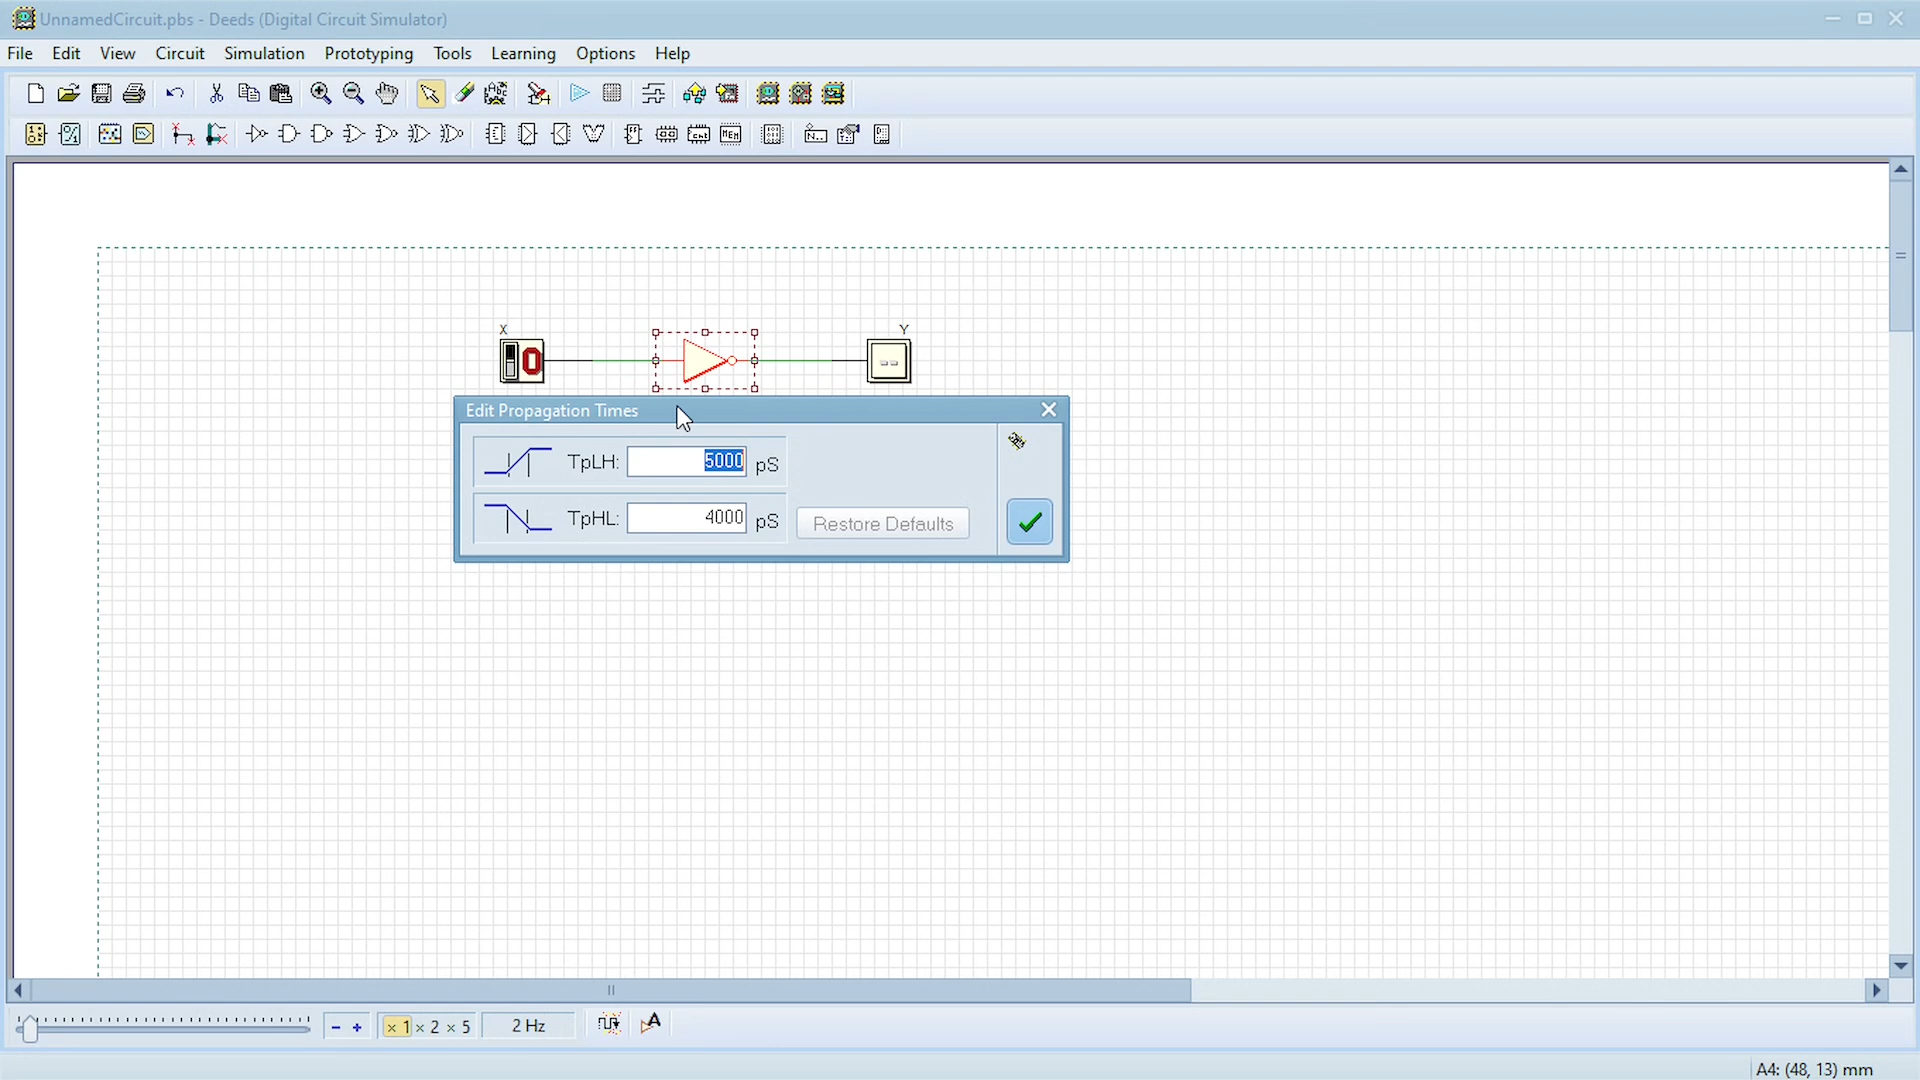 UnnamedCircuit.pbs - Deeds (Digital Circuit Simulator)
File Edit View Circuit Simulation Prototyping Tools Learning Options Help
X
Y
0
--
Edit Propagation Times
TpLH: 5000 pS
TpHL: 4000 pS
Restore Defaults
- + x 1 x 2 x 5 2 Hz
A4: (48, 13) mm